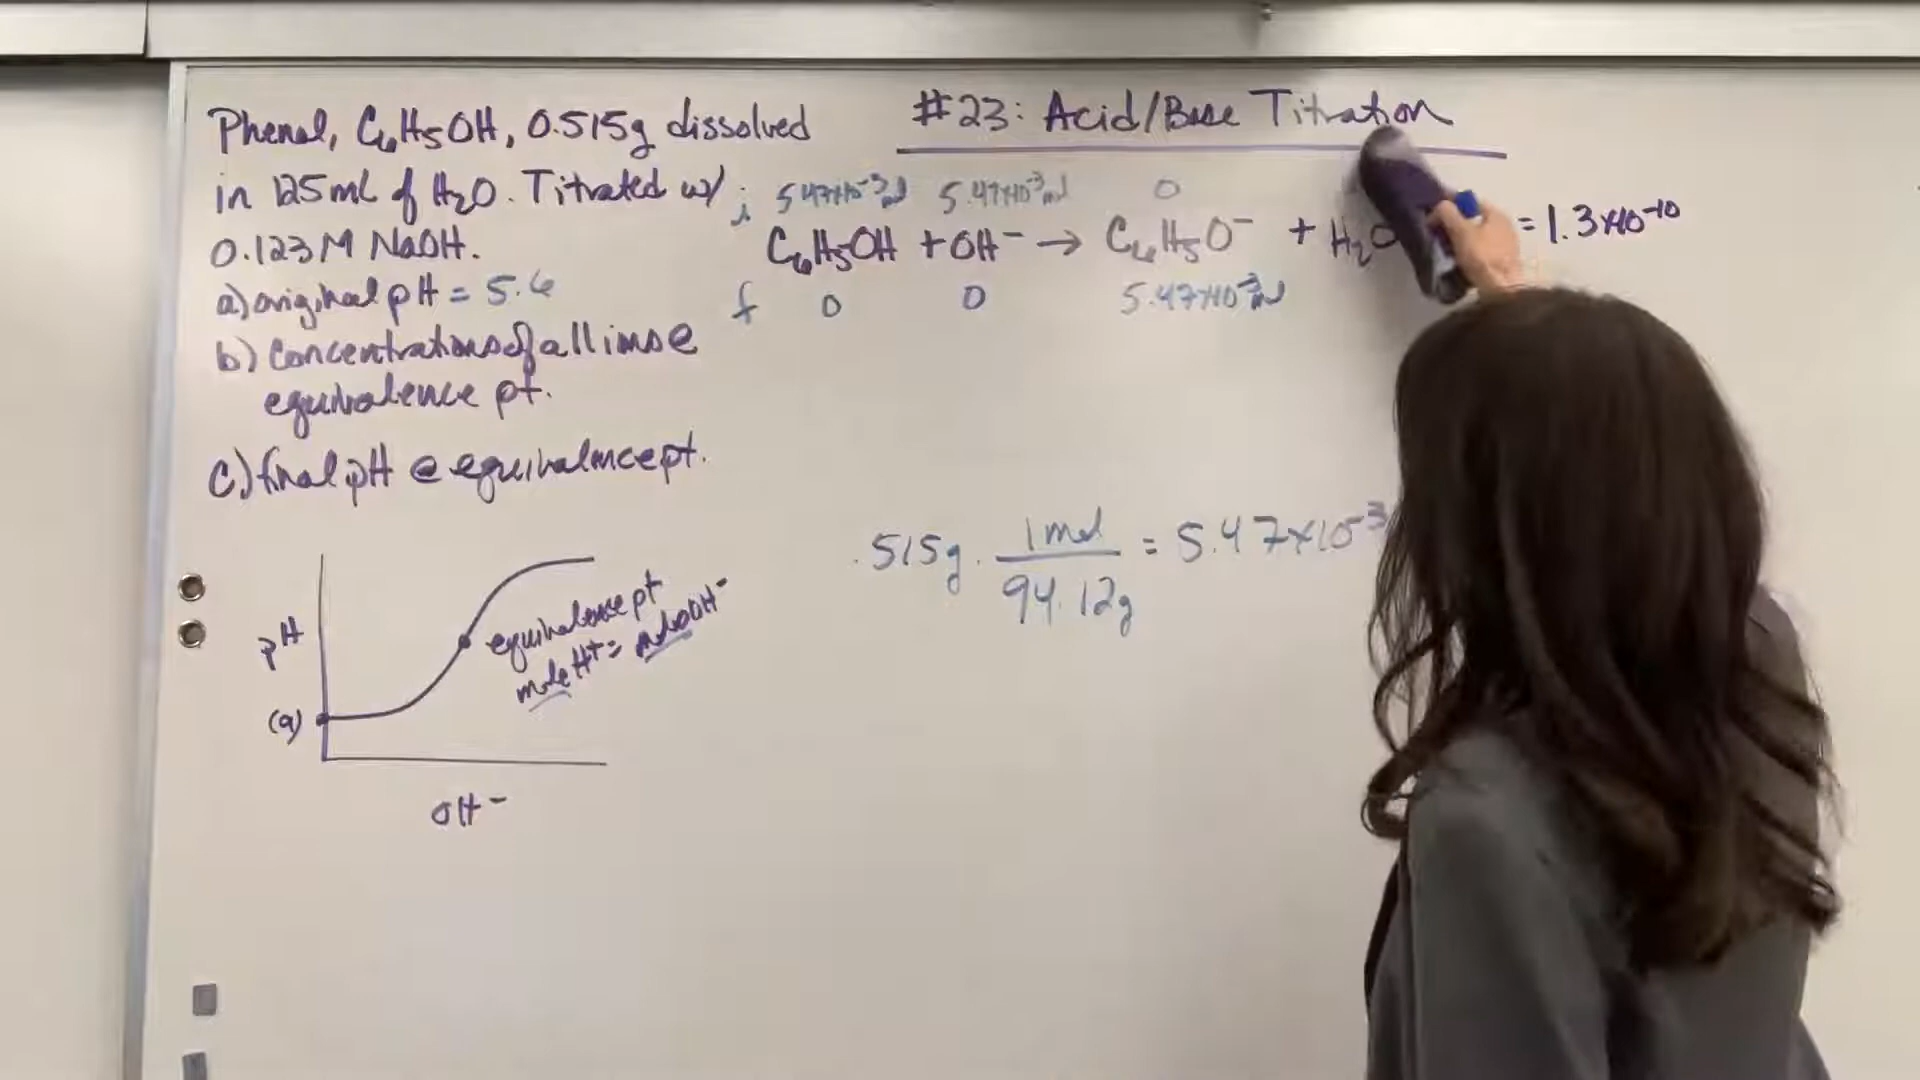 Phenol, C6H5OH, 0.515g dissolved
in 125ml of H2O. Titrated w/
0.123M NaOH.
a) original pH = 5.6
b) Concentrations of all ions @
equivalence pt.
c.) final pH @ equivalence pt.
#23: Acid/Base Titration
i 5.47x10-3 mol 5.47x10-3 mol 0
C6H5OH + OH- → C6H5O- + H2O = 1.3x10-10
f 0 0 5.47x10-3 mol
.515g . 1mol / 94.12g = 5.47x10-3
pH
equivalence pt
mole H+ = mole OH-
(a)
OH-